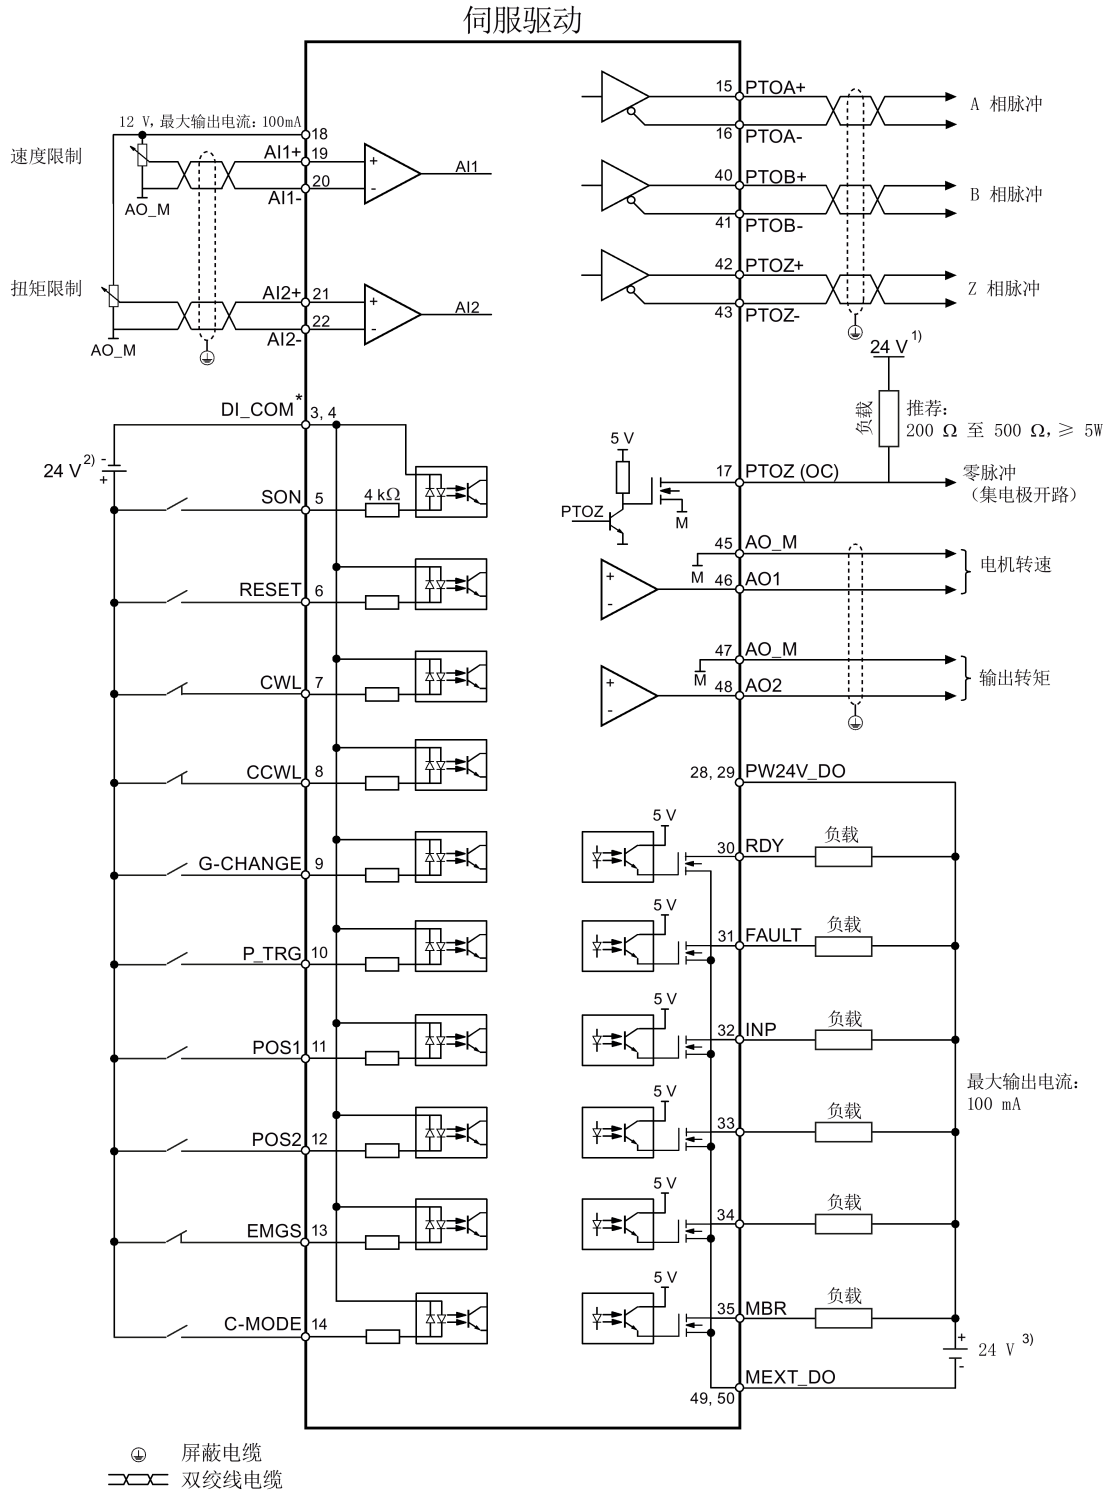 伺服驱动
12 V,最大输出电流:100mA
18
速度限制
AI1+ 19
20
AI1-
AO_M
+
-
AI1
扭矩限制
AI2+ 21
22
AI2-
AO_M
+
-
AI2
15 PTOA+
16 PTOA-
A 相脉冲
40 PTOB+
41 PTOB-
B 相脉冲
42 PTOZ+
43 PTOZ-
Z 相脉冲
24 V 1)
负载
推荐:
200 Ω 至 500 Ω,≥ 5W
5 V
PTOZ
M
17 PTOZ (OC)
零脉冲
(集电极开路)
45 AO_M
M
46 AO1
+
-
电机转速
47 AO_M
M
48 AO2
+
-
输出转矩
DI_COM* 3, 4
24 V 2)
-
+
SON 5
4 kΩ
RESET 6
CWL 7
CCWL 8
G-CHANGE 9
P_TRG 10
POS1 11
POS2 12
EMGS 13
C-MODE 14
28, 29 PW24V_DO
5 V
30 RDY
负载
5 V
31 FAULT
负载
5 V
32 INP
负载
最大输出电流:
100 mA
5 V
33
负载
5 V
34
负载
5 V
35 MBR
负载
+
24 V 3)
-
MEXT_DO
49, 50
屏蔽电缆
双绞线电缆